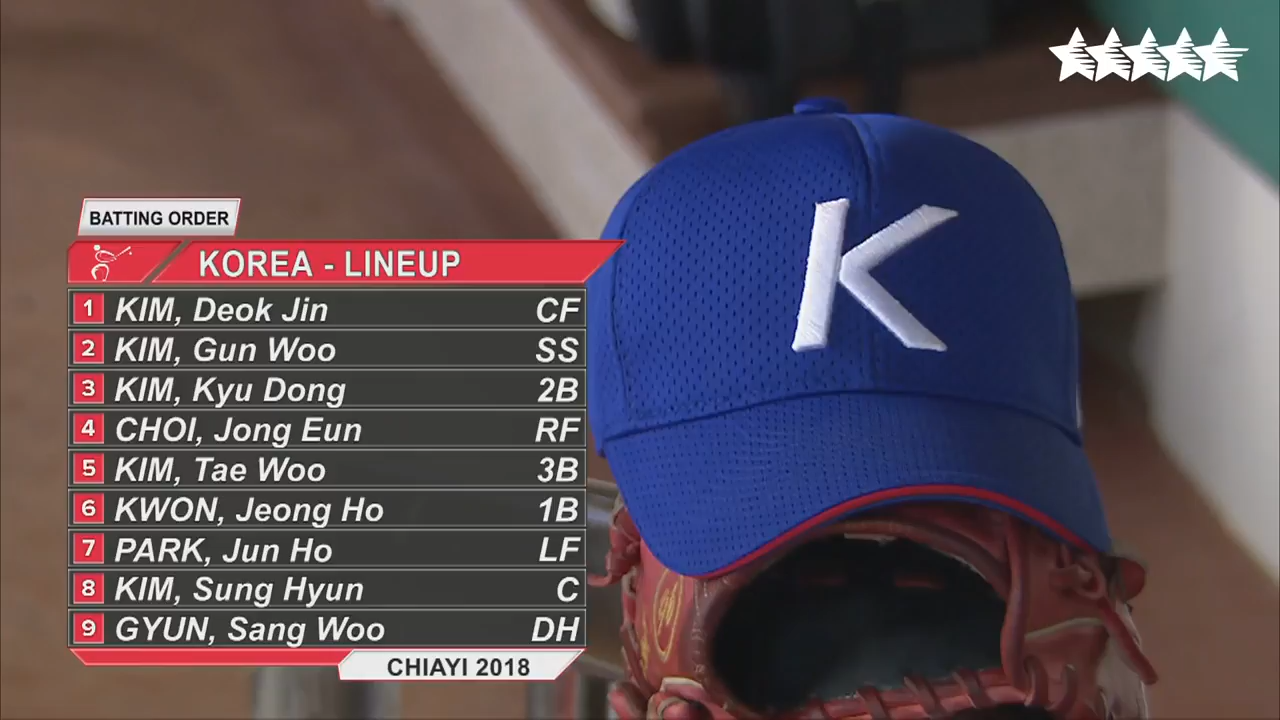 BATTING ORDER
KOREA - LINEUP
1 KIM, Deok Jin CF
2 KIM, Gun Woo SS
3 KIM, Kyu Dong 2B
4 CHOI, Jong Eun RF
5 KIM, Tae Woo 3B
6 KWON, Jeong Ho 1B
7 PARK, Jun Ho LF
8 KIM, Sung Hyun C
9 GYUN, Sang Woo DH
CHIAYI 2018
K